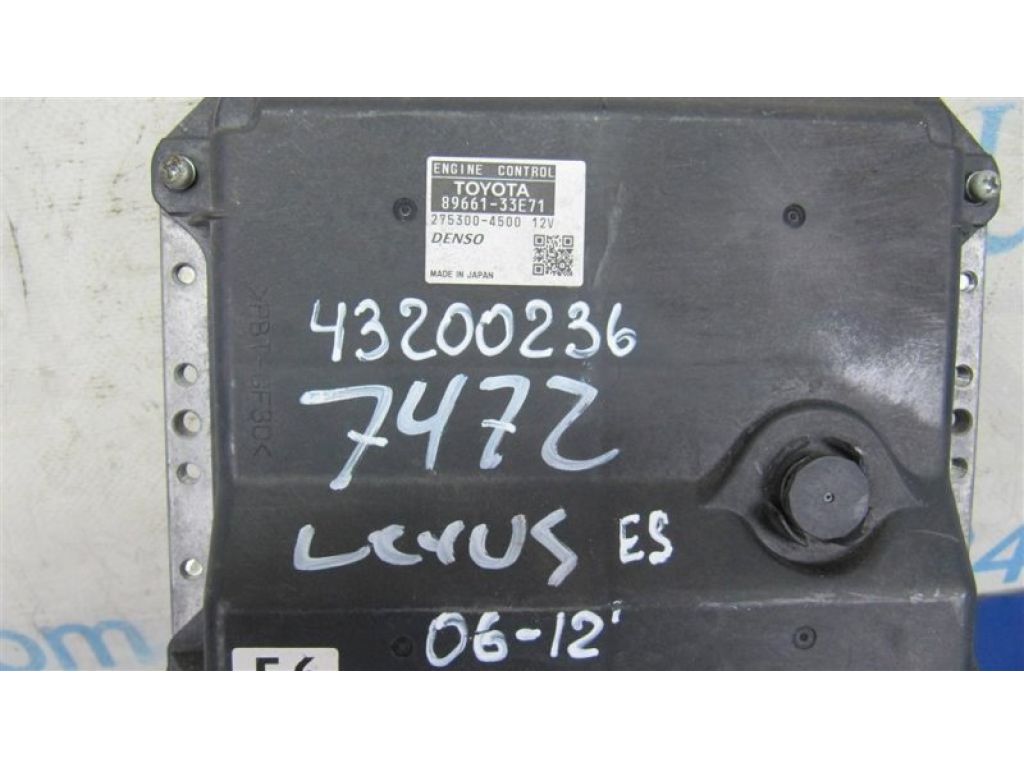 ENGINE CONTROL
TOYOTA
89661-33E71
275300-4500 12V
DENSO
MADE IN JAPAN
43200236
7472
Lexus ES
06-12'